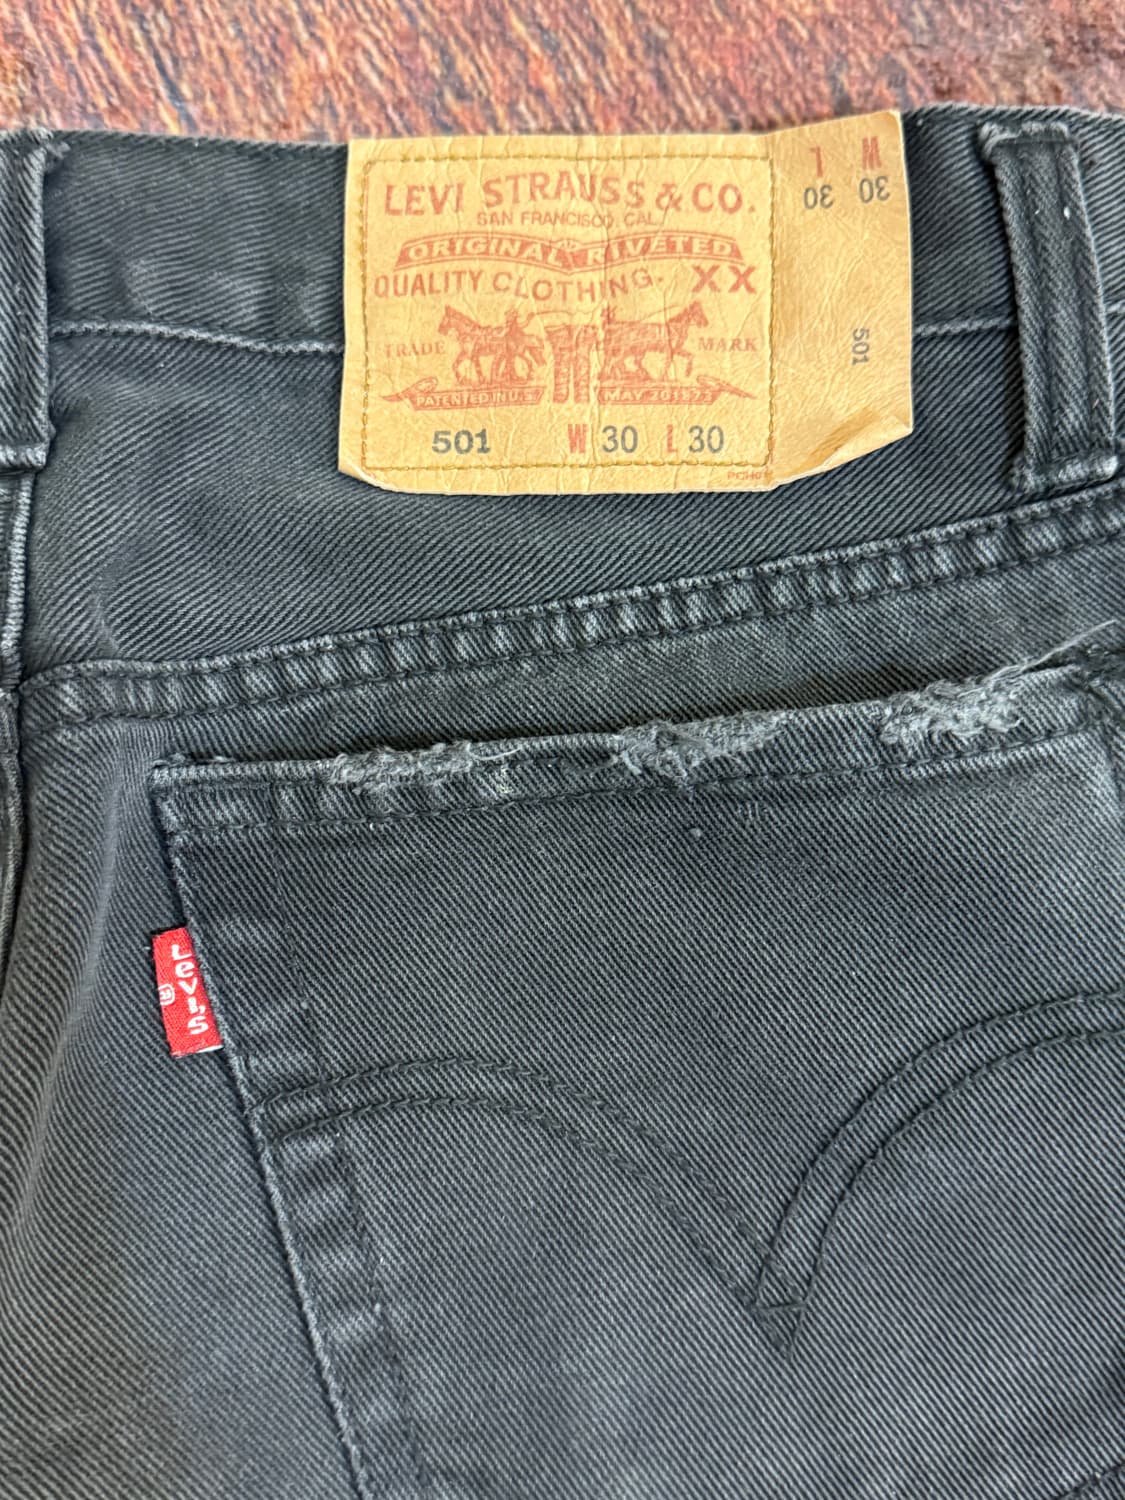 LEVI STRAUSS & CO.
SAN FRANCISCO, CAL.
ORIGINAL RIVETED
QUALITY CLOTHING. XX
TRADE MARK
PATENTED IN U.S. MAY 20 1873
501 W 30 L 30
W L
30 30
501
Levi's ®